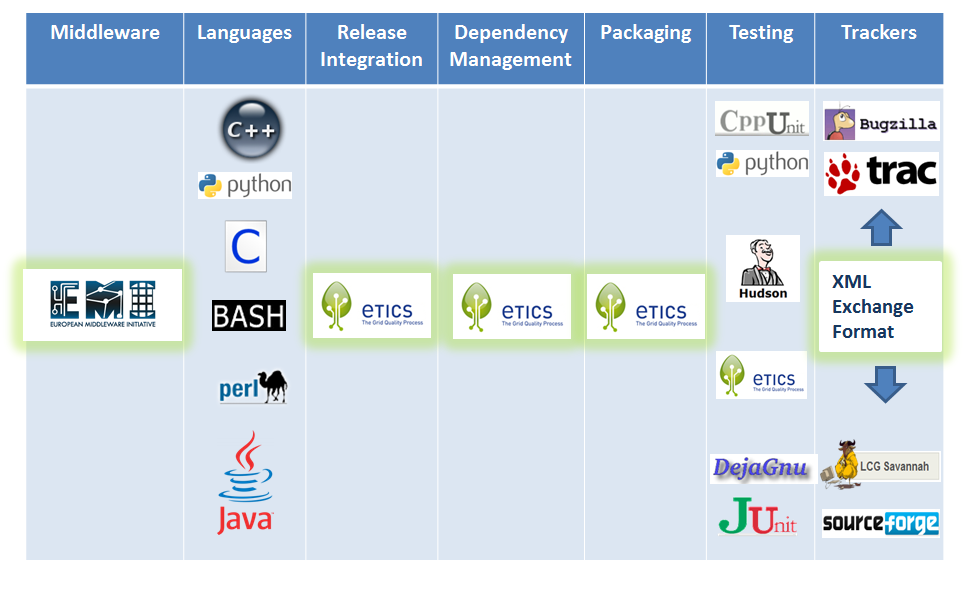 Middleware
Languages
Release
Integration
Dependency
Management
Packaging
Testing
Trackers
EMI
EUROPEAN MIDDLEWARE INITIATIVE
C++
python
C
BASH
perl
Java
etics
The Grid Quality Process
etics
The Grid Quality Process
etics
The Grid Quality Process
CppUnit
python
Hudson
etics
The Grid Quality Process
DejaGnu
JUnit
Bugzilla
trac
XML
Exchange
Format
LCG Savannah
sourceforge